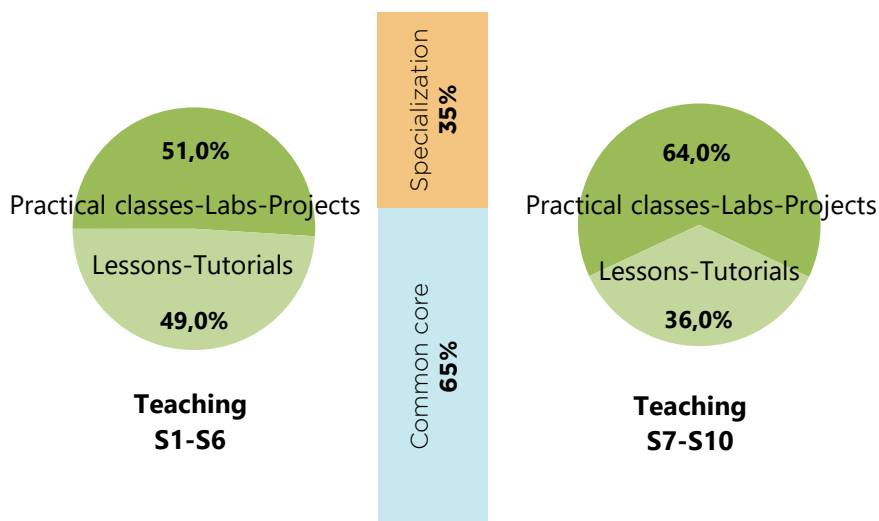 51,0%
Practical classes-Labs-Projects
Lessons-Tutorials
49,0%
Teaching
S1-S6
Specialization
35%
Common core
65%
64,0%
Practical classes-Labs-Projects
Lessons-Tutorials
36,0%
Teaching
S7-S10